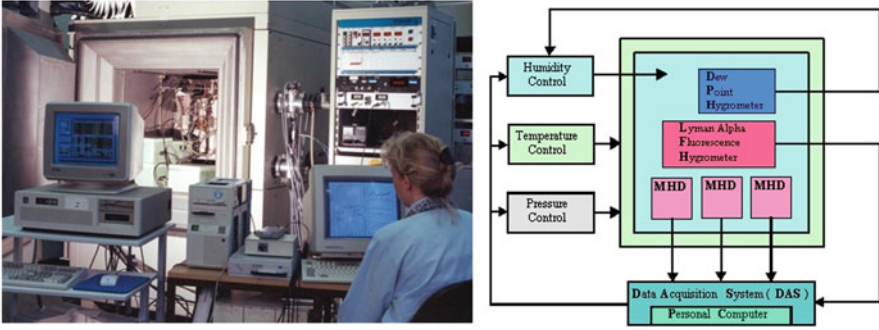 Humidity
Control
Temperature
Control
Pressure
Control
Dew
Point
Hygrometer
Lyman Alpha
Fluorescence
Hygrometer
MHD MHD MHD
Data Acquisition System ( DAS )
Personal Computer